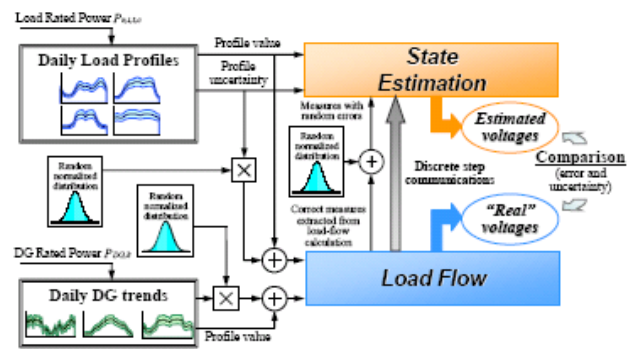 Load Rated Power
Daily Load Profiles
Profile value
Profile
uncertainty
State
Estimation
Measures with
random errors
Estimated
voltages
Random
normalized
distribution
Random
normalized
distribution
Random
normalized
distribution
Discrete step
communications
Comparison
(error and
uncertainty)
Correct measures
extracted from
load-flow
calculation
"Real"
voltages
DG Rated Power
Load Flow
Daily DG trends
Profile value